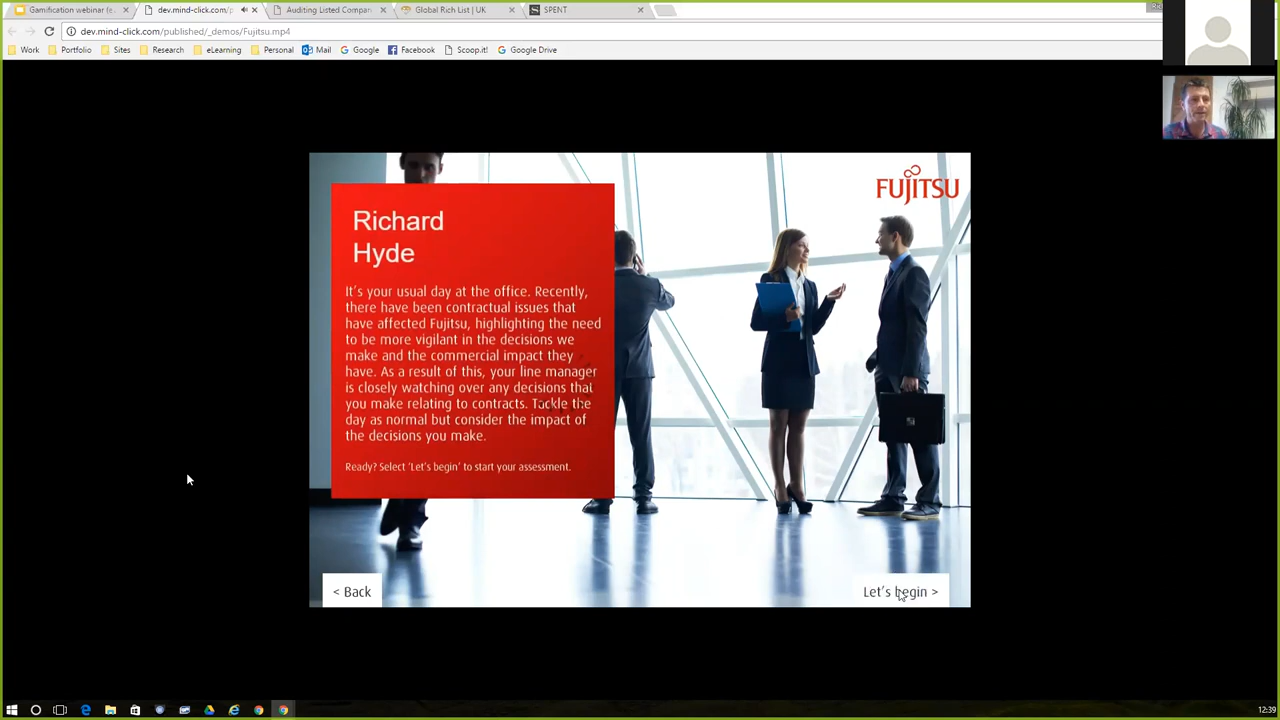 Gamification webinar (e
dev.mind-click.com/p
Auditing Listed Compan
Global Rich List | UK
SPENT
dev.mind-click.com/published/_demos/Fujitsu.mp4
Work
Portfolio
Sites
Research
eLearning
Personal
Mail
Google
Facebook
Scoop.it!
Google Drive
FUJITSU
Richard
Hyde
It's your usual day at the office. Recently,
there have been contractual issues that
have affected Fujitsu, highlighting the need
to be more vigilant in the decisions we
make and the commercial impact they
have. As a result of this, your line manager
is closely watching over any decisions that
you make relating to contracts. Tackle the
day as normal but consider the impact of
the decisions you make.
Ready? Select 'Let's begin' to start your assessment.
< Back
Let's begin >
12:39